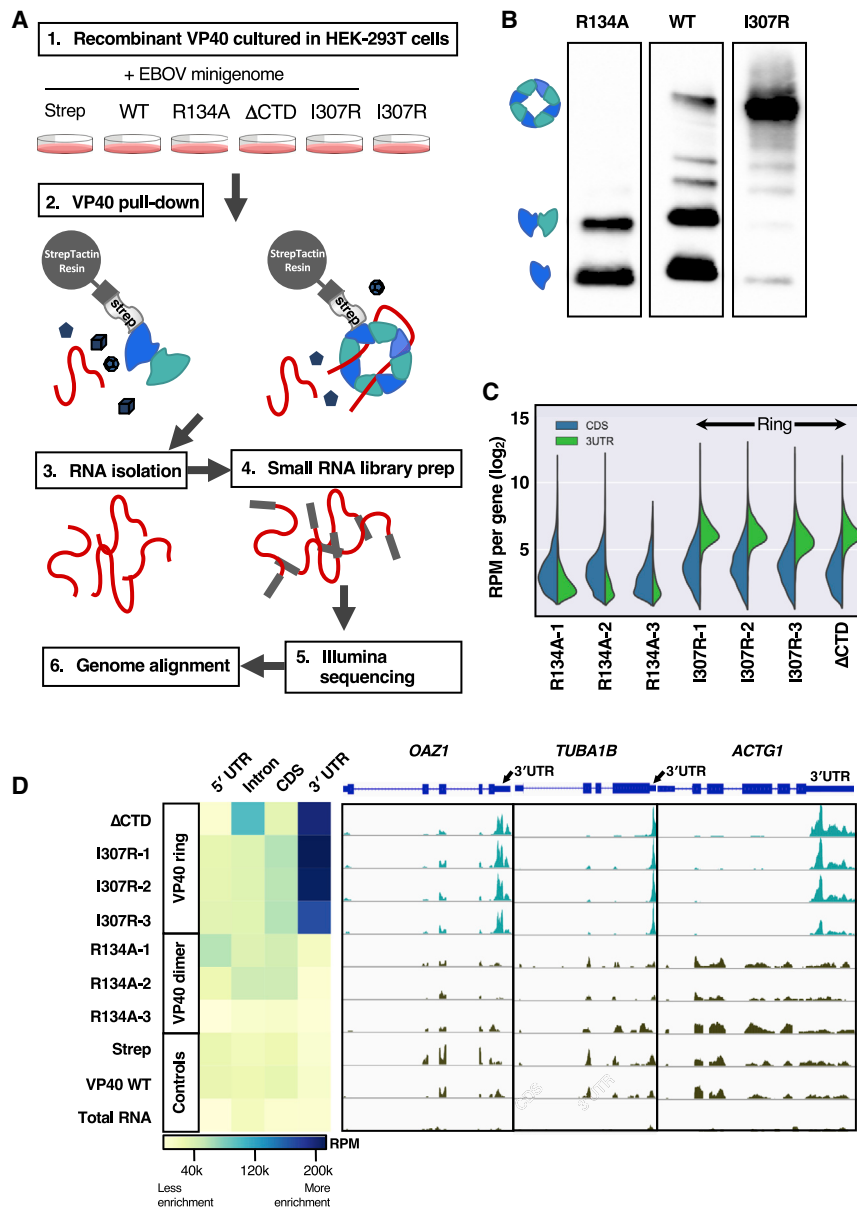 A
1. Recombinant VP40 cultured in HEK-293T cells
+ EBOV minigenome
Strep WT R134A ΔCTD I307R I307R
2. VP40 pull-down
StrepTactin
Resin
strep
StrepTactin
Resin
strep
3. RNA isolation
4. Small RNA library prep
5. Illumina
sequencing
6. Genome alignment
B
R134A WT I307R
C
RPM per gene (log2)
15
10
5
CDS
3UTR
Ring
R134A-1
R134A-2
R134A-3
I307R-1
I307R-2
I307R-3
ΔCTD
D
5′ UTR
Intron
CDS
3′ UTR
OAZ1 TUBA1B ACTG1
3′UTR 3′UTR 3′UTR
VP40 ring
ΔCTD
I307R-1
I307R-2
I307R-3
VP40 dimer
R134A-1
R134A-2
R134A-3
Controls
Strep
VP40 WT
Total RNA
CDS
3′UTR
RPM
40k 120k 200k
Less
enrichment
More
enrichment